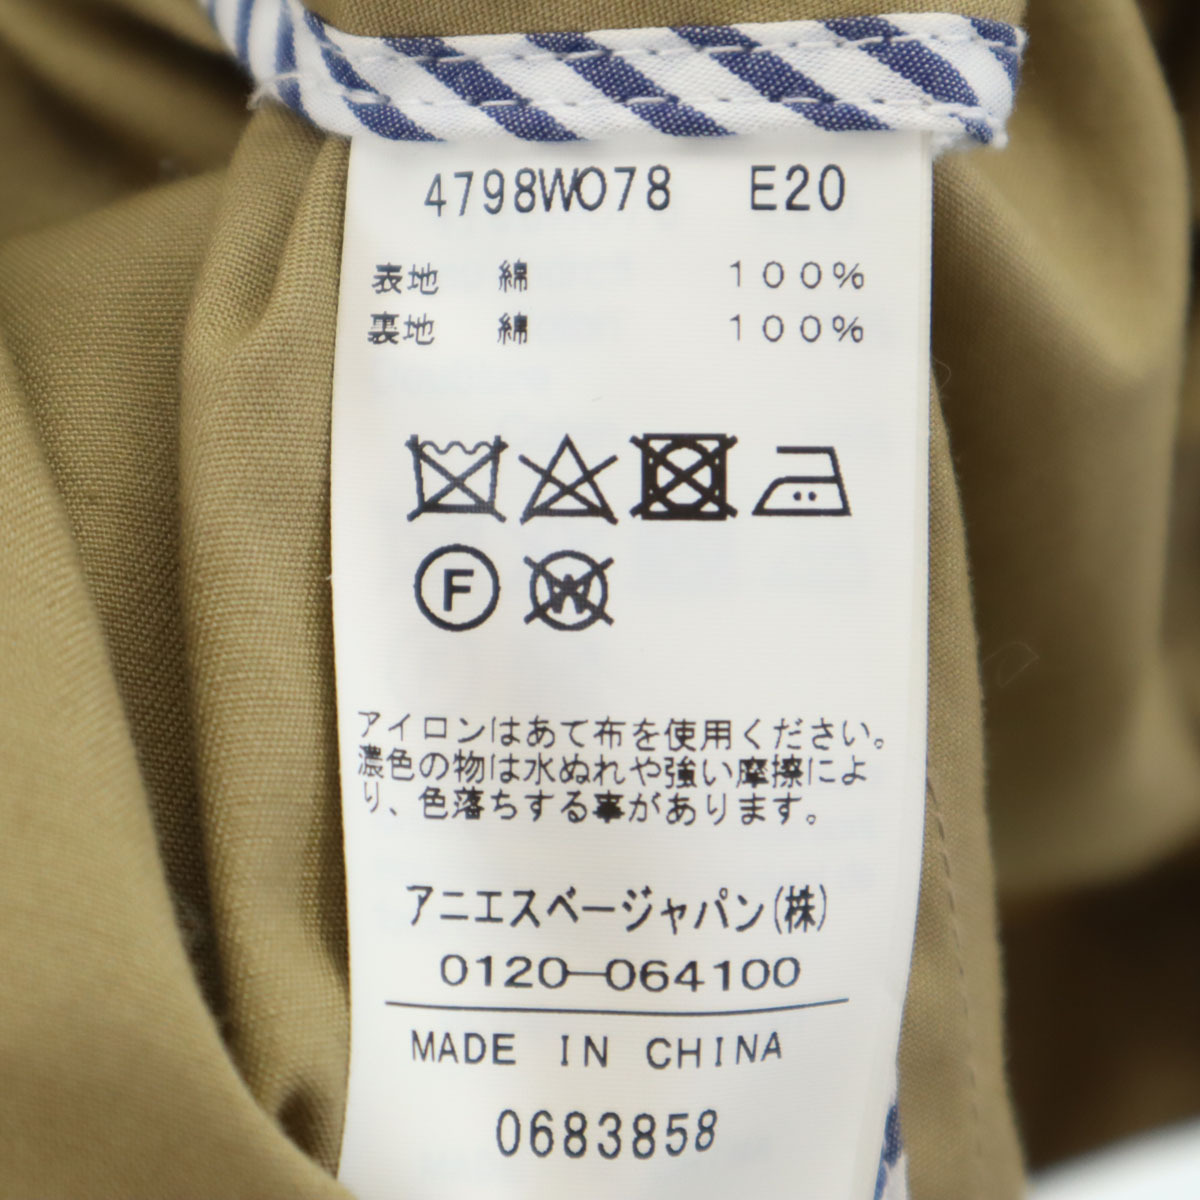 4798WO78 E20
表地 綿 100%
裏地 綿 100%
F W
アイロンはあて布を使用ください。
濃色の物は水ぬれや強い摩擦によ
り、色落ちする事があります。
アニエスベージャパン(株)
0120-064100
MADE IN CHINA
0683858